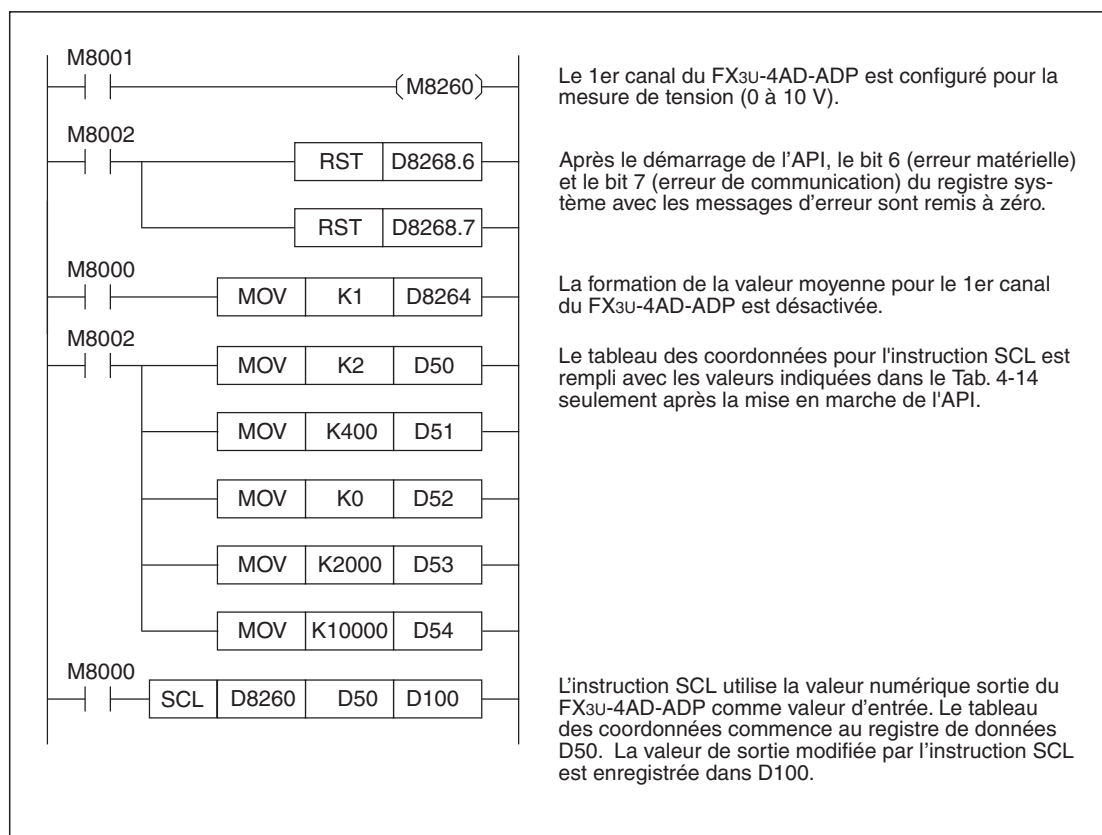 M8001
M8260
Le 1er canal du FX3U-4AD-ADP est configuré pour la
mesure de tension (0 à 10 V).
M8002
RST D8268.6
RST D8268.7
Après le démarrage de l'API, le bit 6 (erreur matérielle)
et le bit 7 (erreur de communication) du registre sys-
tème avec les messages d'erreur sont remis à zéro.
M8000
MOV K1 D8264
La formation de la valeur moyenne pour le 1er canal
du FX3U-4AD-ADP est désactivée.
M8002
MOV K2 D50
MOV K400 D51
MOV K0 D52
MOV K2000 D53
MOV K10000 D54
Le tableau des coordonnées pour l'instruction SCL est
rempli avec les valeurs indiquées dans le Tab. 4-14
seulement après la mise en marche de l'API.
M8000
SCL D8260 D50 D100
L'instruction SCL utilise la valeur numérique sortie du
FX3U-4AD-ADP comme valeur d'entrée. Le tableau
des coordonnées commence au registre de données
D50. La valeur de sortie modifiée par l'instruction SCL
est enregistrée dans D100.